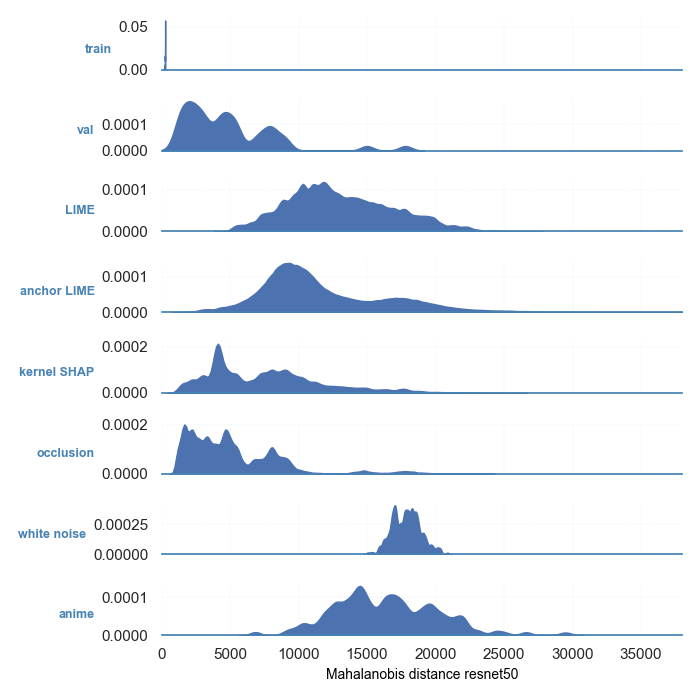 0.05
train
0.00
val
0.0001
0.0000
0.0001
LIME
0.0000
0.0001
anchor LIME
0.0000
0.0002
kernel SHAP
0.0000
0.0002
occlusion
0.0000
0.00025
white noise
0.00000
0.0001
anime
0.0000
0 5000 10000 15000 20000 25000 30000 35000
Mahalanobis distance resnet50